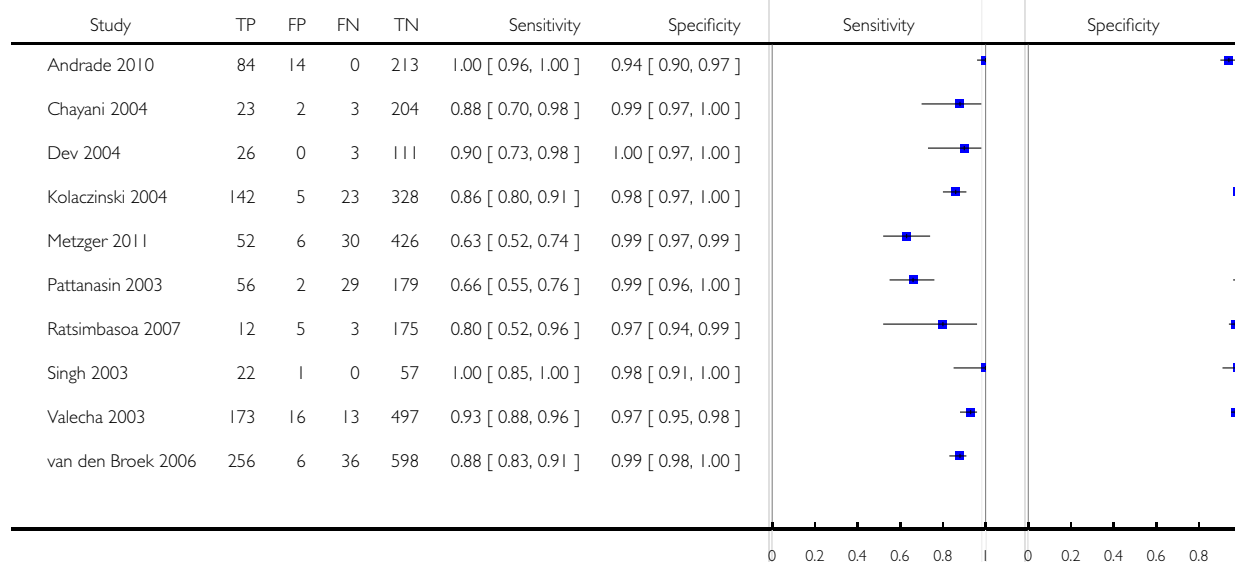 Study TP FP FN TN Sensitivity Specificity Sensitivity Specificity
Andrade 2010 84 14 0 213 1.00 [ 0.96, 1.00 ] 0.94 [ 0.90, 0.97 ]
Chayani 2004 23 2 3 204 0.88 [ 0.70, 0.98 ] 0.99 [ 0.97, 1.00 ]
Dev 2004 26 0 3 111 0.90 [ 0.73, 0.98 ] 1.00 [ 0.97, 1.00 ]
Kolaczinski 2004 142 5 23 328 0.86 [ 0.80, 0.91 ] 0.98 [ 0.97, 1.00 ]
Metzger 2011 52 6 30 426 0.63 [ 0.52, 0.74 ] 0.99 [ 0.97, 0.99 ]
Pattanasin 2003 56 2 29 179 0.66 [ 0.55, 0.76 ] 0.99 [ 0.96, 1.00 ]
Ratsimbasoa 2007 12 5 3 175 0.80 [ 0.52, 0.96 ] 0.97 [ 0.94, 0.99 ]
Singh 2003 22 1 0 57 1.00 [ 0.85, 1.00 ] 0.98 [ 0.91, 1.00 ]
Valecha 2003 173 16 13 497 0.93 [ 0.88, 0.96 ] 0.97 [ 0.95, 0.98 ]
van den Broek 2006 256 6 36 598 0.88 [ 0.83, 0.91 ] 0.99 [ 0.98, 1.00 ]
0 0.2 0.4 0.6 0.8 1 0 0.2 0.4 0.6 0.8